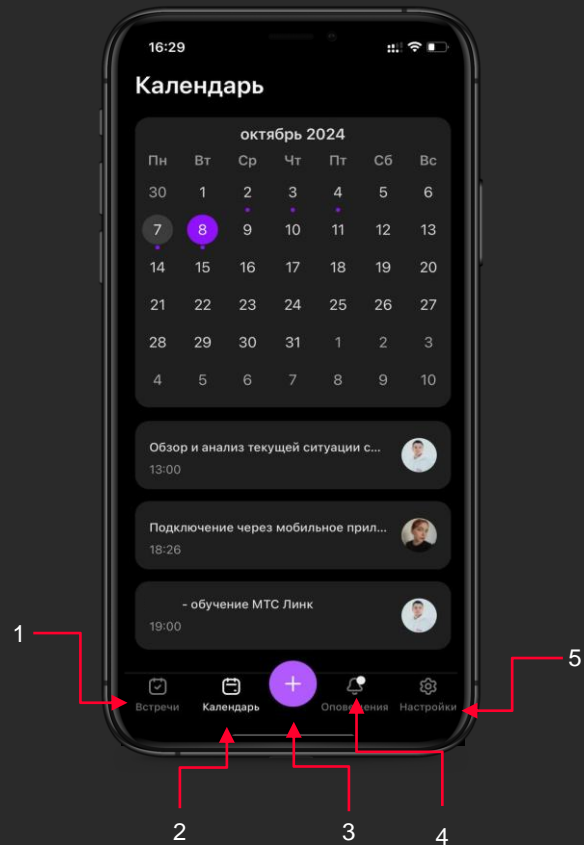 16:29
Календарь
октябрь 2024
Пн Вт Ср Чт Пт Сб Вс
30 1 2 3 4 5 6
7 8 9 10 11 12 13
14 15 16 17 18 19 20
21 22 23 24 25 26 27
28 29 30 31 1 2 3
4 5 6 7 8 9 10
Обзор и анализ текущей ситуации с...
13:00
Подключение через мобильное прил...
18:26
- обучение МТС Линк
19:00
1
5
+
Встречи Календарь Оповещения Настройки
2 3 4